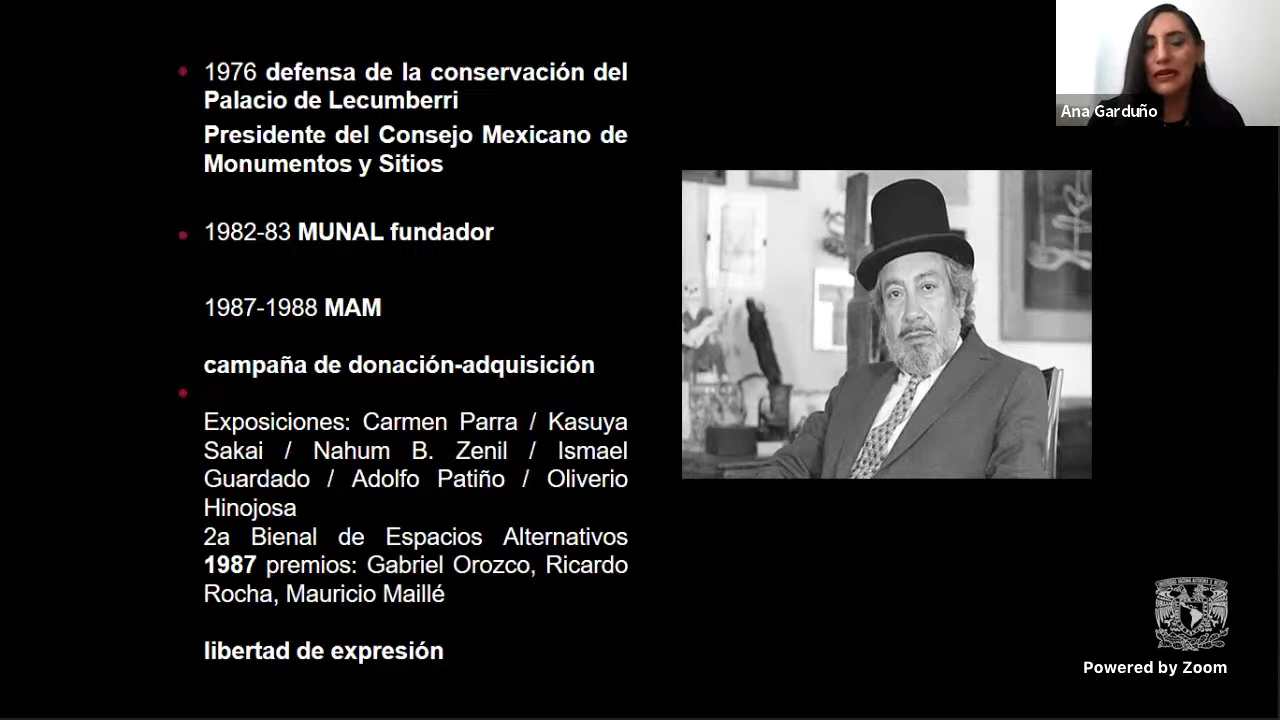 1976 defensa de la conservación del
Palacio de Lecumberri
Presidente del Consejo Mexicano de
Monumentos y Sitios
1982-83 MUNAL fundador
1987-1988 MAM
campaña de donación-adquisición
Exposiciones: Carmen Parra / Kasuya
Sakai / Nahum B. Zenil / Ismael
Guardado / Adolfo Patiño / Oliverio
Hinojosa
2a Bienal de Espacios Alternativos
1987 premios: Gabriel Orozco, Ricardo
Rocha, Mauricio Maillé
libertad de expresión
Ana Garduño
Powered by Zoom